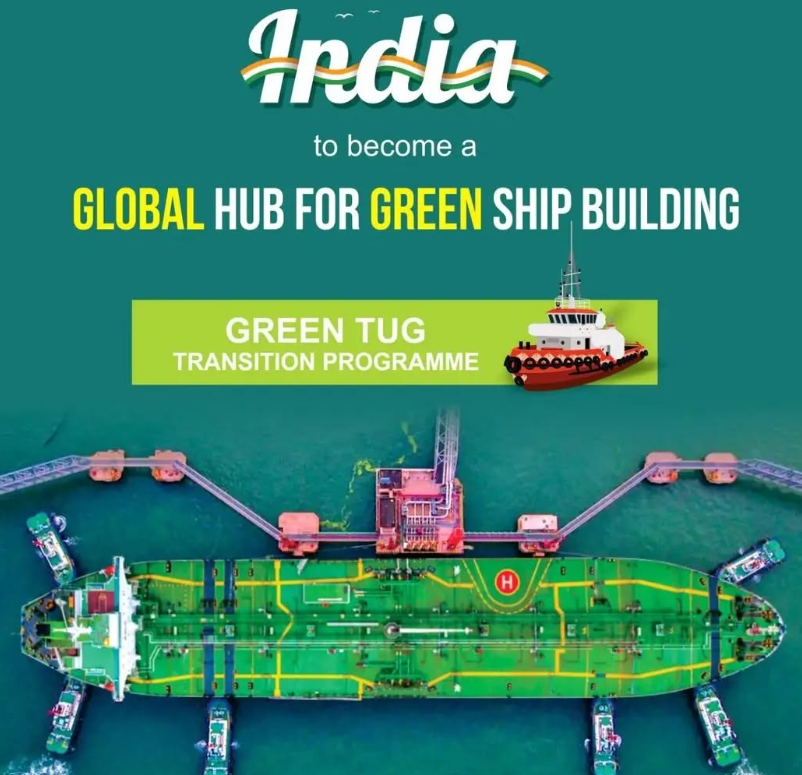 India
to become a
GLOBAL HUB FOR GREEN SHIP BUILDING
GREEN TUG
TRANSITION PROGRAMME
H